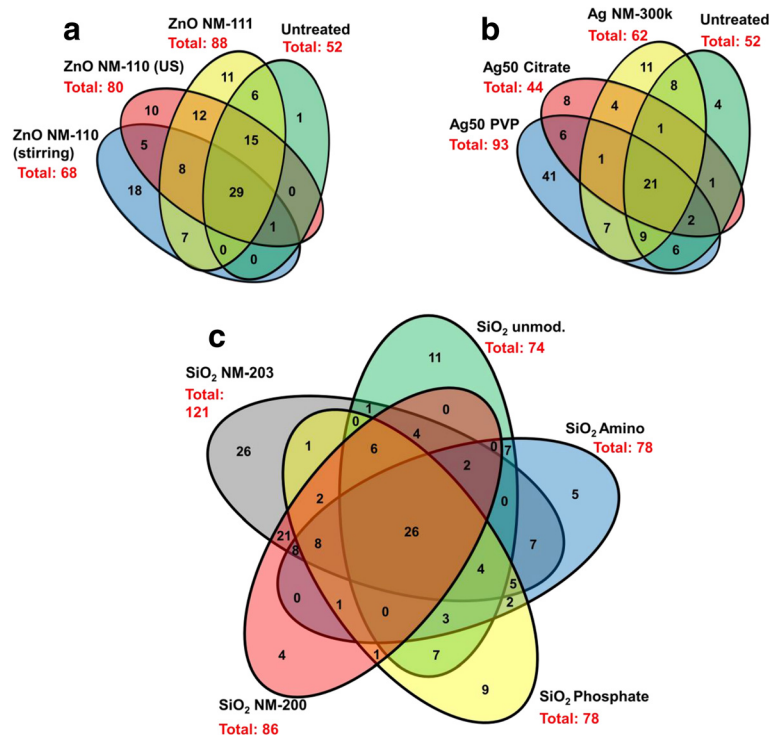 a
ZnO NM-111
Total: 88
Untreated
Total: 52
ZnO NM-110 (US)
Total: 80
ZnO NM-110
(stirring)
Total: 68
11
6
1
10
12
15
5
8
29
0
18
1
7
0
0
b
Ag NM-300k
Total: 62
Untreated
Total: 52
Ag50 Citrate
Total: 44
Ag50 PVP
Total: 93
11
8
4
8
4
1
6
1
21
1
41
2
7
9
6
c
SiO₂ unmod.
Total: 74
SiO₂ NM-203
Total:
121
SiO₂ Amino
Total: 78
11
1
0
0
4
0
7
26
1
6
2
5
2
0
21
8
8
26
7
4
5
2
0
1
0
3
4
1
7
9
SiO₂ NM-200
Total: 86
SiO₂ Phosphate
Total: 78